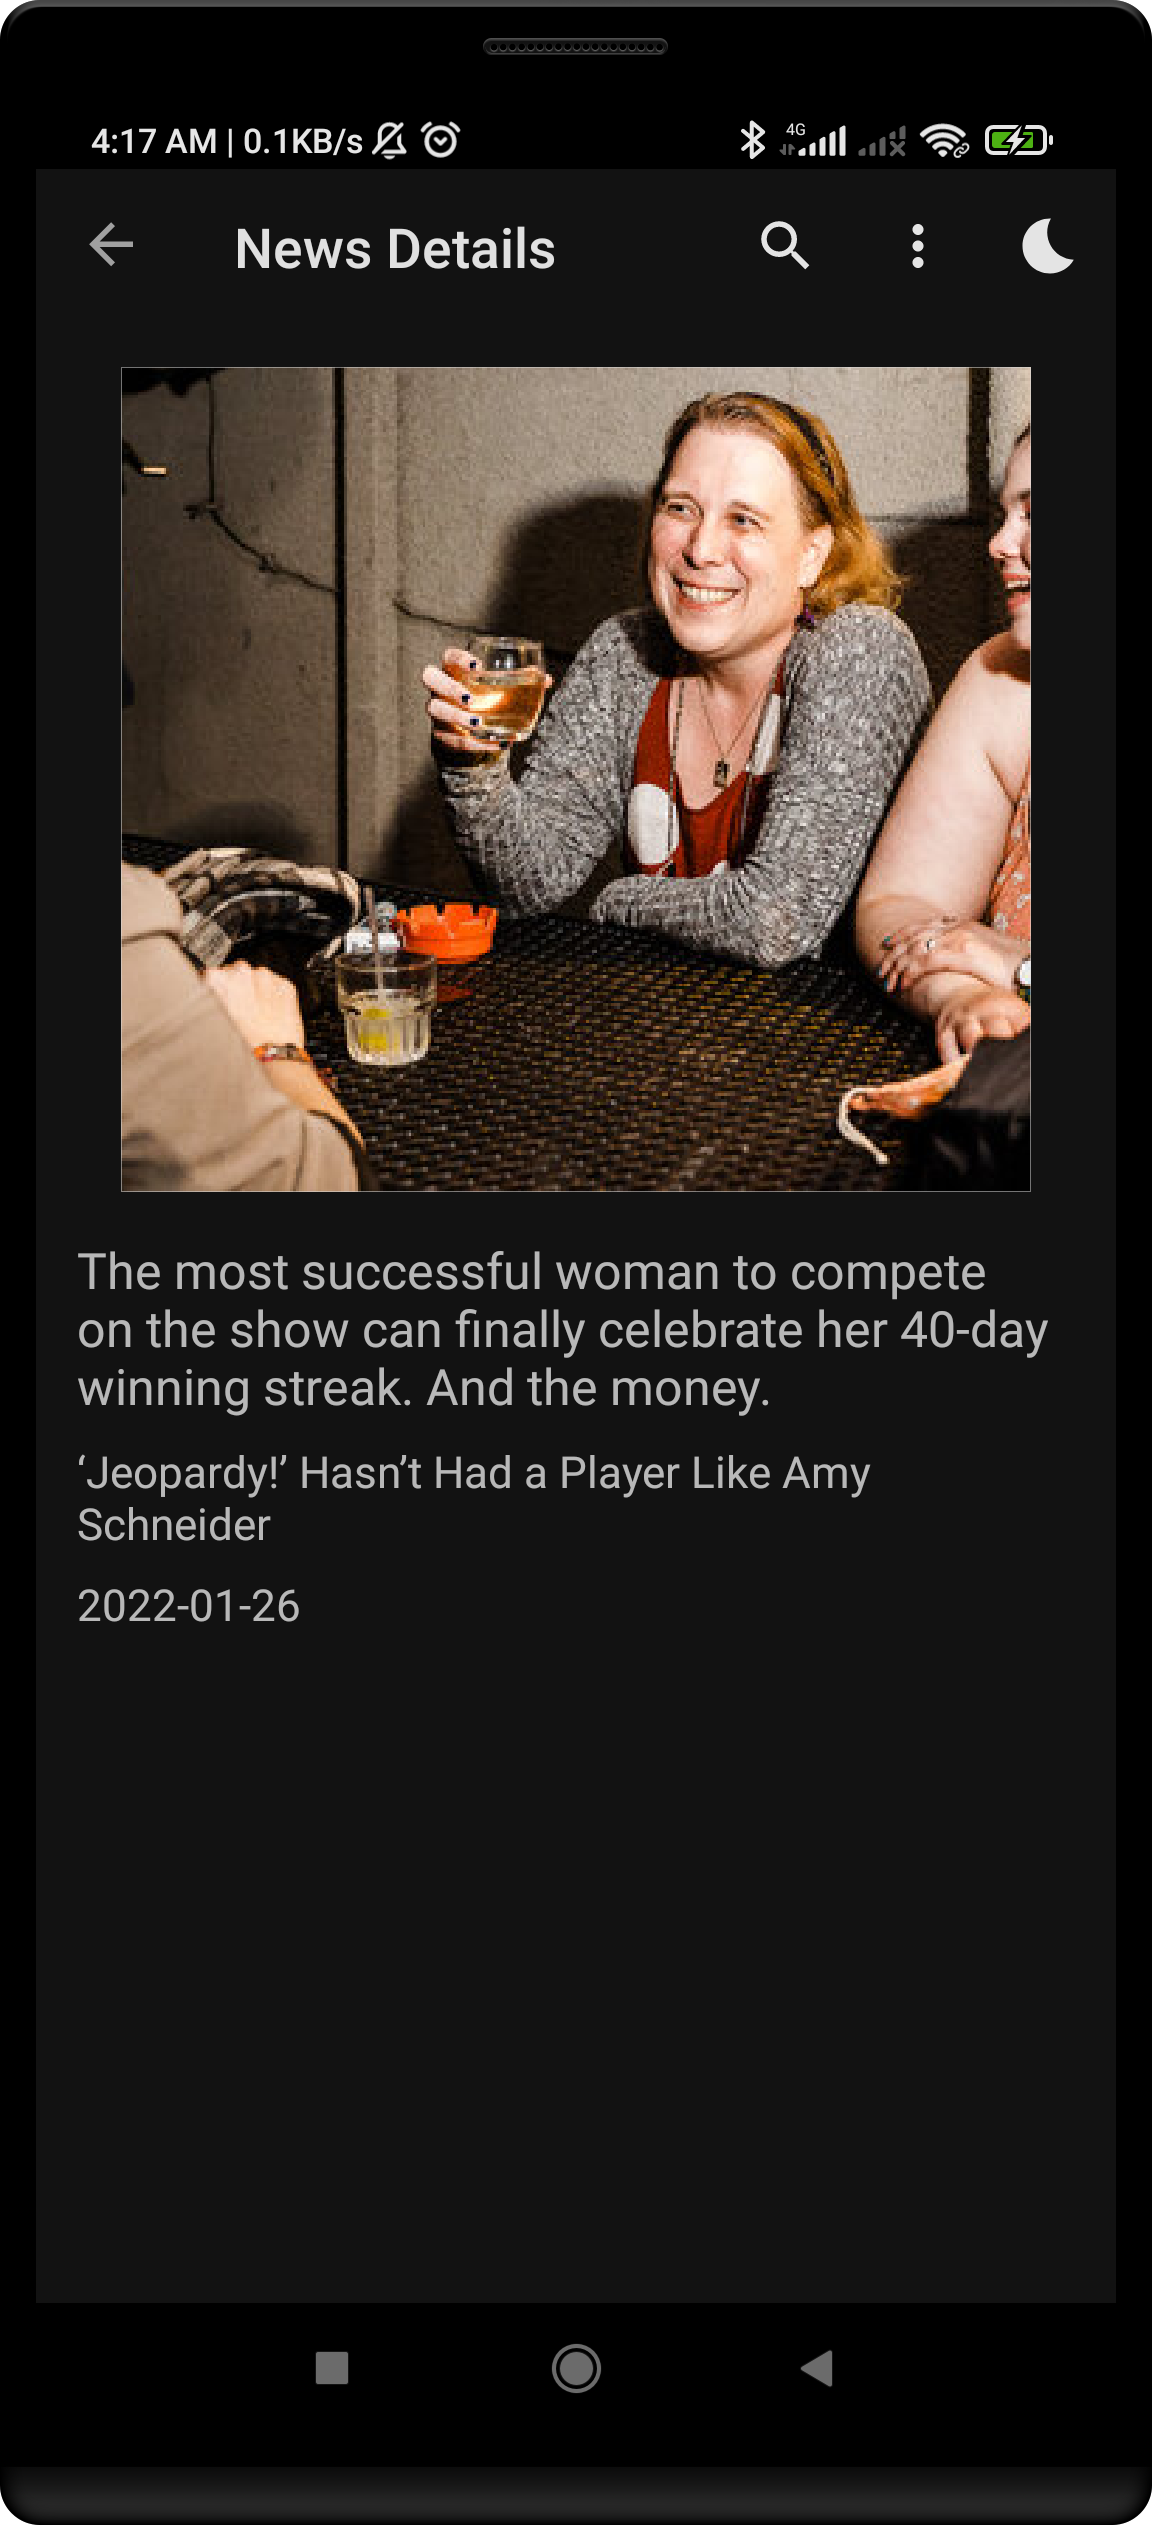 4:17 AM | 0.1KB/s
4G
News Details
The most successful woman to compete
on the show can finally celebrate her 40-day
winning streak. And the money.
‘Jeopardy!’ Hasn’t Had a Player Like Amy
Schneider
2022-01-26